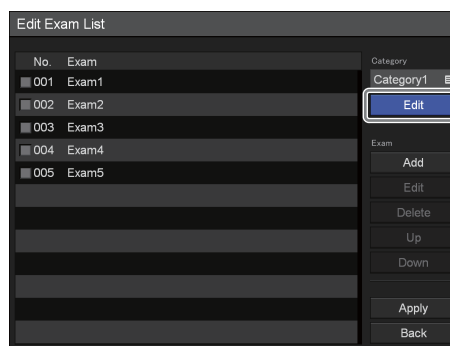 Edit Exam List
No. Exam
001 Exam1
002 Exam2
003 Exam3
004 Exam4
005 Exam5
Category
Category1
Edit
Exam
Add
Edit
Delete
Up
Down
Apply
Back